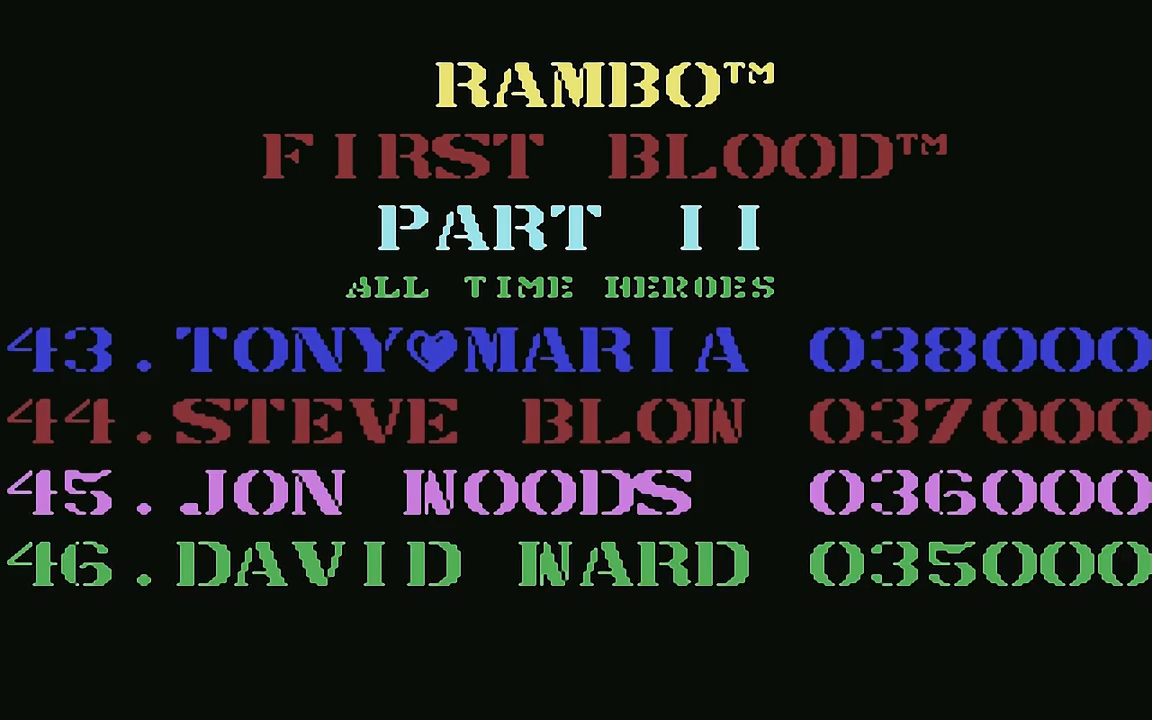 RAMBO™
FIRST BLOOD™
PART II
ALL TIME HEROES
43.TONY♥MARIA 038000
44.STEVE BLOW 037000
45.JON WOODS 036000
46.DAVID WARD 035000